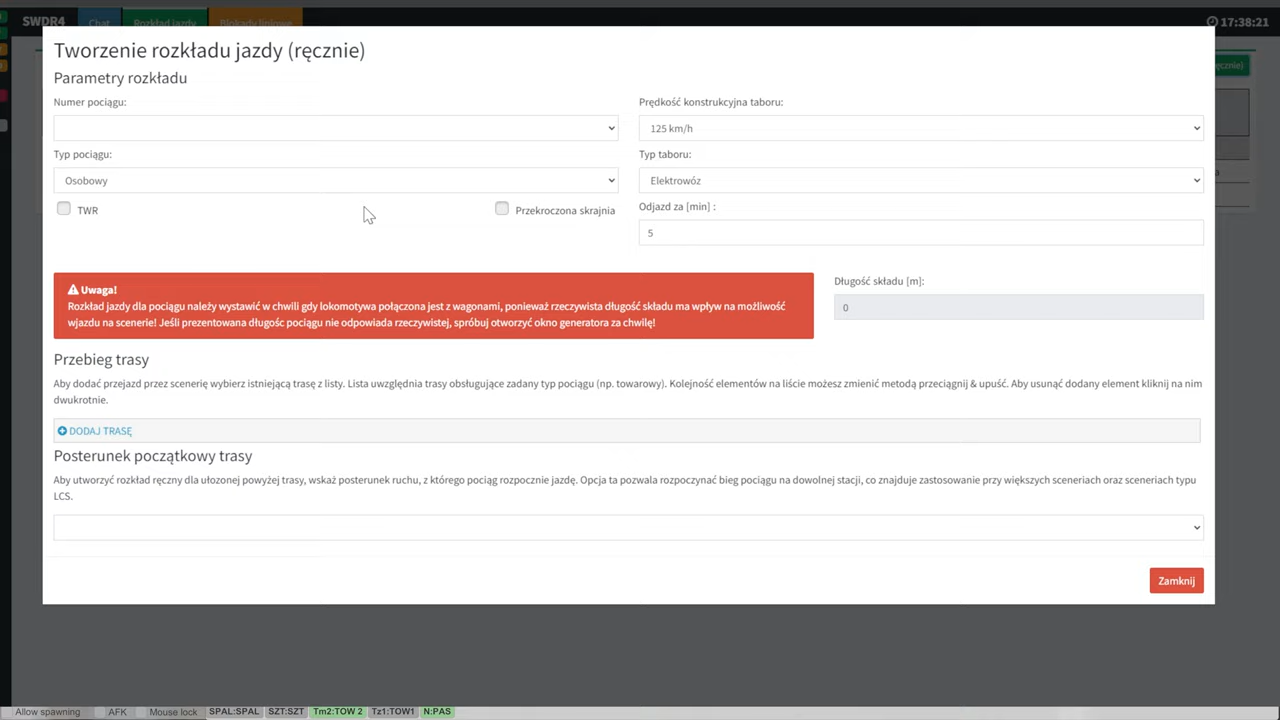 SWDR4 Chat Rozkład jazdy Blokady liniowe 17:38:21
Tworzenie rozkładu jazdy (ręcznie)
ęcznie)
Parametry rozkładu
Numer pociągu: Prędkość konstrukcyjna taboru:
125 km/h
Typ pociągu: Typ taboru:
Osobowy Elektrowóz
TWR Przekroczona skrajnia Odjazd za [min] :
5
Uwaga! Długość składu [m]:
Rozkład jazdy dla pociągu należy wystawić w chwili gdy lokomotywa połączona jest z wagonami, ponieważ rzeczywista długość składu ma wpływ na możliwość 0
wjazdu na scenerie! Jeśli prezentowana długośc pociągu nie odpowiada rzeczywistej, spróbuj otworzyć okno generatora za chwilę!
Przebieg trasy
Aby dodać przejazd przez scenerię wybierz istniejącą trasę z listy. Lista uwzględnia trasy obsługujące zadany typ pociągu (np. towarowy). Kolejność elementów na liście możesz zmienić metodą przeciągnij & upuść. Aby usunąć dodany element kliknij na nim
dwukrotnie.
DODAJ TRASĘ
Posterunek początkowy trasy
Aby utworzyć rozkład ręczny dla ułozonej powyżej trasy, wskaż posterunek ruchu, z którego pociąg rozpocznie jazdę. Opcja ta pozwala rozpoczynać bieg pociągu na dowolnej stacji, co znajduje zastosowanie przy większych sceneriach oraz sceneriach typu
LCS.
Zamknij
Allow spawning AFK Mouse lock SPAL:SPAL SZT:SZT Tm2:TOW 2 Tz1:TOW1 N:PAS